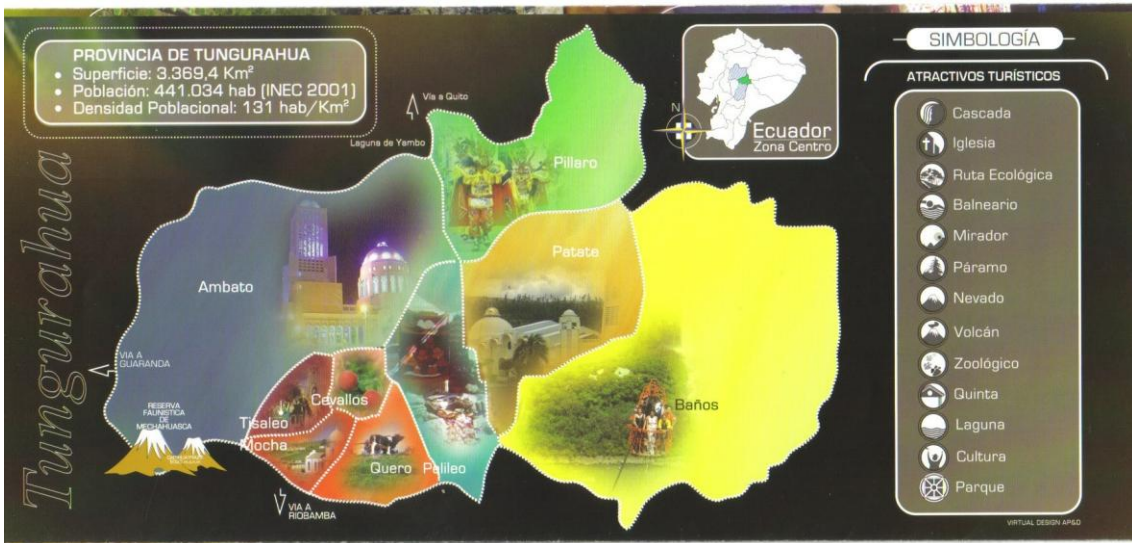 PROVINCIA DE TUNGURAHUA
• Superficie: 3.369,4 Km²
• Población: 441.034 hab (INEC 2001)
• Densidad Poblacional: 131 hab/Km²
Tungurahua
Via a Quito
Laguna de Yambo
Pillaro
Patate
Ambato
VIA A
GUARANDA
Cevallos
Tisaleo
Mocha
Quero
Pelileo
Baños
RESERVA
FAUNISTICA
DE
MECHAHUASCA
VIA A
RIOBAMBA
N
Ecuador
Zona Centro
SIMBOLOGÍA
ATRACTIVOS TURÍSTICOS
Cascada
Iglesia
Ruta Ecológica
Balneario
Mirador
Páramo
Nevado
Volcán
Zoológico
Quinta
Laguna
Cultura
Parque
VIRTUAL DESIGN AP&D